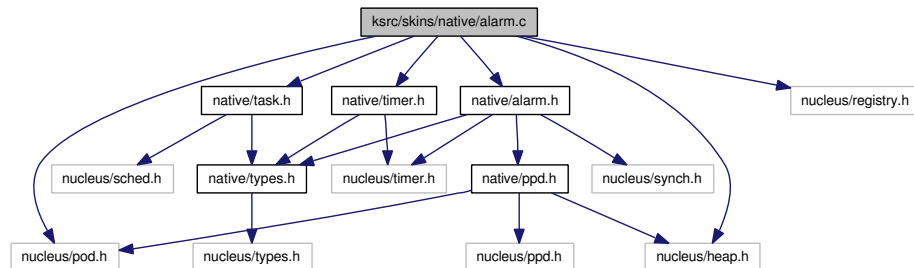 ksrc/skins/native/alarm.c
native/task.h
native/timer.h
native/alarm.h
nucleus/registry.h
nucleus/sched.h
native/types.h
nucleus/timer.h
native/ppd.h
nucleus/synch.h
nucleus/pod.h
nucleus/types.h
nucleus/ppd.h
nucleus/heap.h